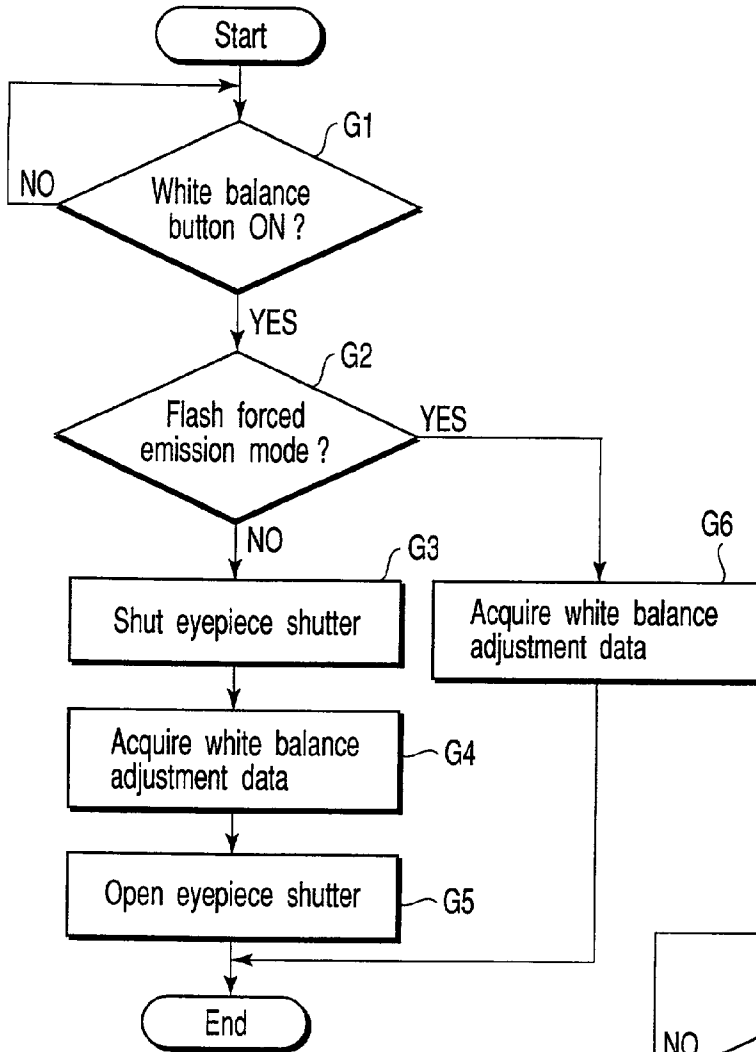 Start
G1
NO
White balance
button ON ?
YES
G2
Flash forced
emission mode ?
YES
NO
G3
Shut eyepiece shutter
G6
Acquire white balance
adjustment data
Acquire white balance
adjustment data
G4
Open eyepiece shutter
G5
End
NO